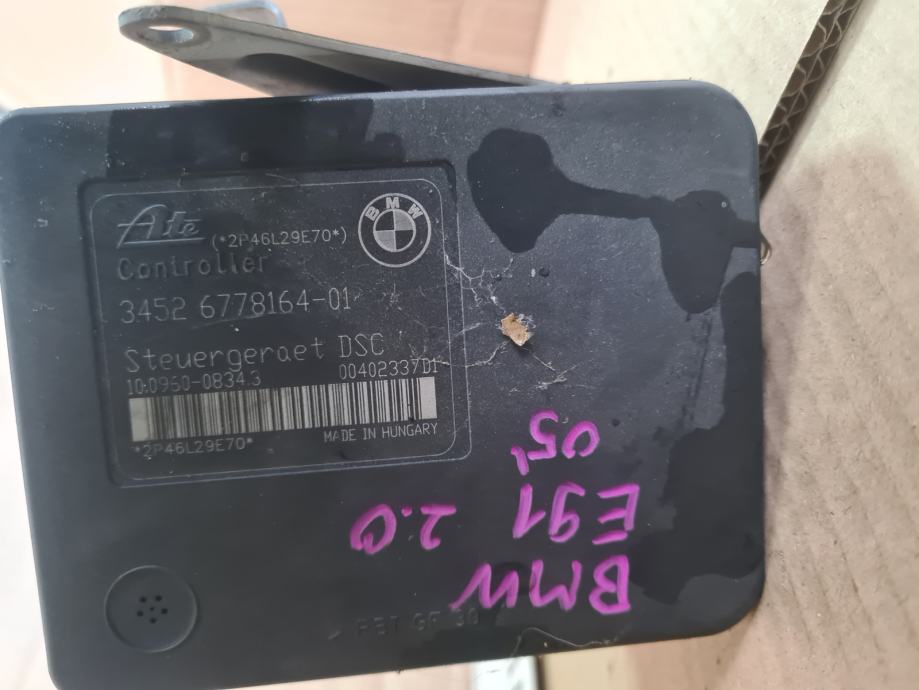 Ate (*2P46L29E70*)
BMW
Controller
3452 6778164-01
Steuergeraet DSC
10.0960-0834.3 00402337D1
*2P46L29E70* MADE IN HUNGARY
BMW
E91 2.0
05'
PBT GF 30